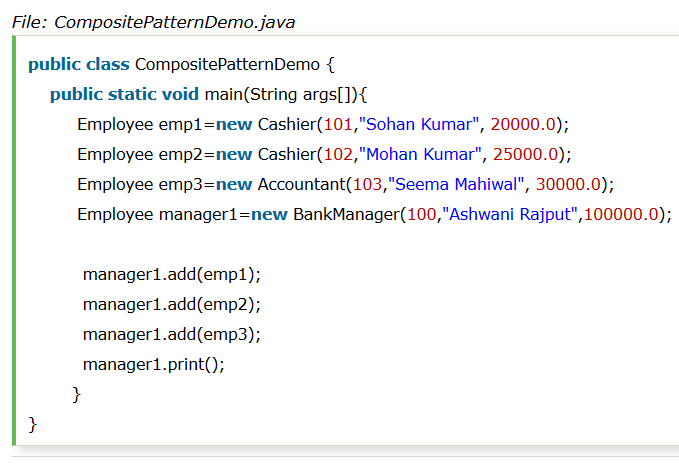 File: CompositePatternDemo.java
public class CompositePatternDemo {
public static void main(String args[]){
Employee emp1=new Cashier(101,"Sohan Kumar", 20000.0);
Employee emp2=new Cashier(102,"Mohan Kumar", 25000.0);
Employee emp3=new Accountant(103,"Seema Mahiwal", 30000.0);
Employee manager1=new BankManager(100,"Ashwani Rajput",100000.0);
manager1.add(emp1);
manager1.add(emp2);
manager1.add(emp3);
manager1.print();
}
}